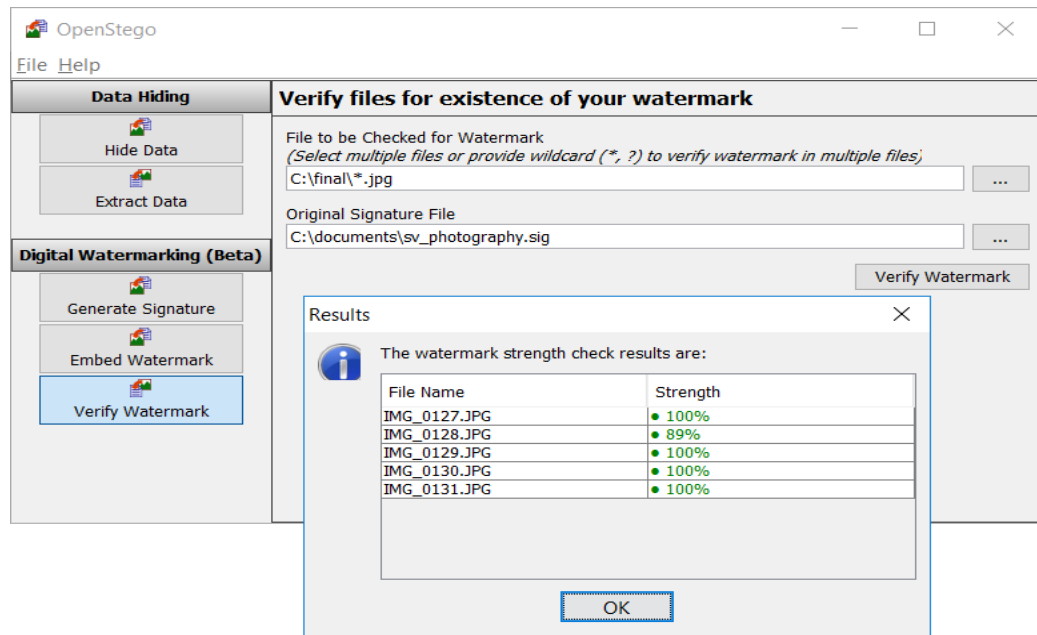 OpenStego
File Help
Data Hiding
Hide Data
Extract Data
Digital Watermarking (Beta)
Generate Signature
Embed Watermark
Verify Watermark
Verify files for existence of your watermark
File to be Checked for Watermark
(Select multiple files or provide wildcard (*, ?) to verify watermark in multiple files)
C:\final\*.jpg
...
Original Signature File
C:\documents\sv_photography.sig
...
Verify Watermark
Results
The watermark strength check results are:
File Name Strength
IMG_0127.JPG ● 100%
IMG_0128.JPG ● 89%
IMG_0129.JPG ● 100%
IMG_0130.JPG ● 100%
IMG_0131.JPG ● 100%
OK